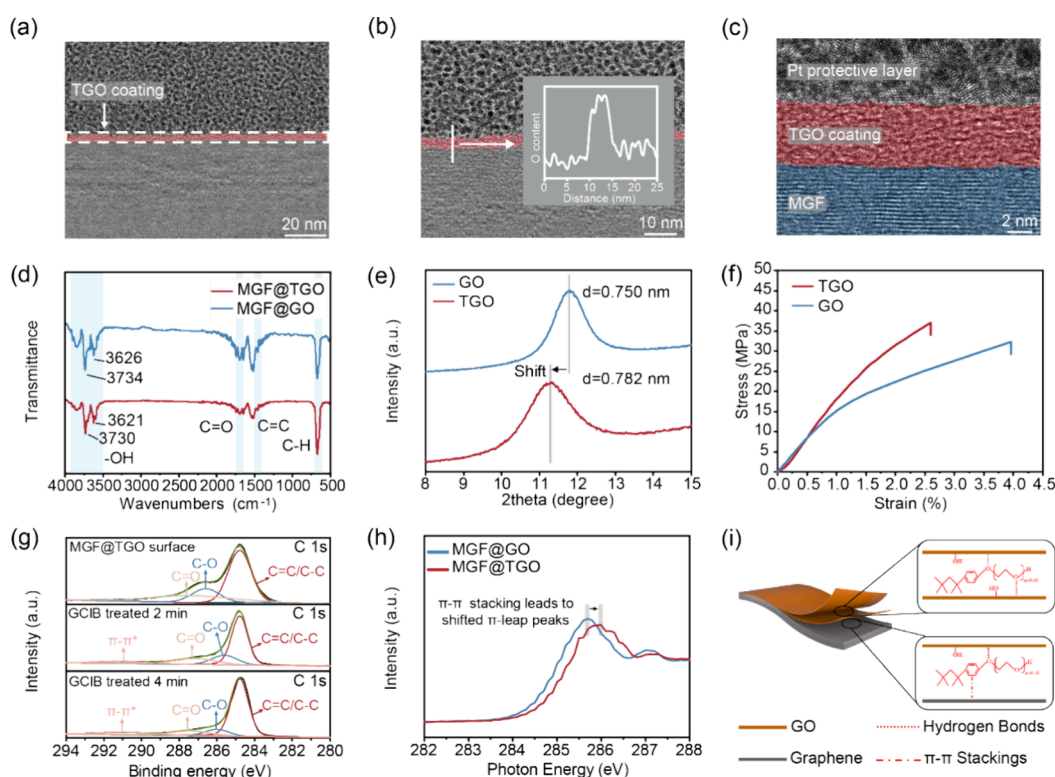 (a)
TGO coating
20 nm
(b)
O content
0 5 10 15 20 25
Distance (nm)
10 nm
(c)
Pt protective layer
TGO coating
MGF
2 nm
(d)
MGF@TGO
MGF@GO
3626
3734
3621
3730
-OH
C=O
C=C
C-H
Transmittance
4000 3500 2500 2000 1500 1000 500
Wavenumbers (cm⁻¹)
(e)
GO
TGO
d=0.750 nm
Shift
d=0.782 nm
Intensity (a.u.)
8 9 10 11 12 13 14 15
2theta (degree)
(f)
TGO
GO
Stress (MPa)
50
45
40
35
30
25
20
15
10
5
0
0.0 0.5 1.0 1.5 2.0 2.5 3.0 3.5 4.0 4.5
Strain (%)
(g)
MGF@TGO surface
C 1s
C=O
C-O
C=C/C-C
GCIB treated 2 min
C 1s
π-π*
C=O
C-O
C=C/C-C
GCIB treated 4 min
C 1s
π-π*
C=O
C-O
C=C/C-C
Intensity (a.u.)
294 292 290 288 286 284 282 280
Binding energy (eV)
(h)
MGF@GO
MGF@TGO
π-π stacking leads to
shifted π-leap peaks
Intensity (a.u.)
282 283 284 285 286 287 288
Photon Energy (eV)
(i)
GO
Hydrogen Bonds
Graphene
π-π Stackings